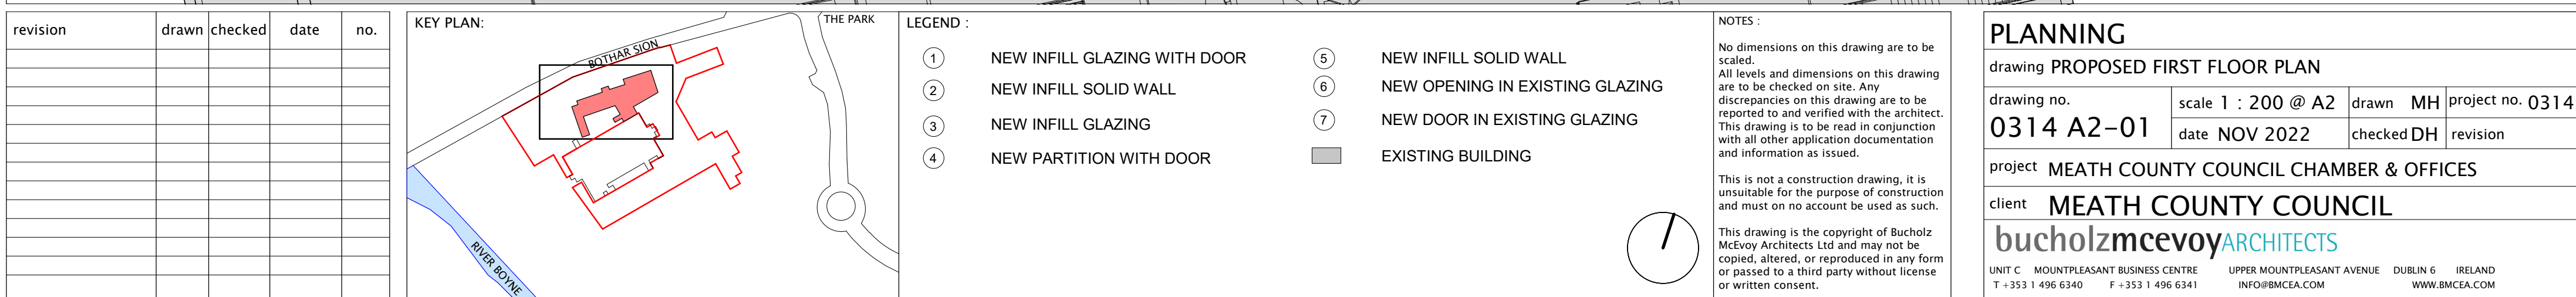 revision drawn checked date no.
KEY PLAN:
THE PARK
BOTHAR SION
RIVER BOYNE
LEGEND :
1 NEW INFILL GLAZING WITH DOOR
2 NEW INFILL SOLID WALL
3 NEW INFILL GLAZING
4 NEW PARTITION WITH DOOR
5 NEW INFILL SOLID WALL
6 NEW OPENING IN EXISTING GLAZING
7 NEW DOOR IN EXISTING GLAZING
EXISTING BUILDING
NOTES :
No dimensions on this drawing are to be
scaled.
All levels and dimensions on this drawing
are to be checked on site. Any
discrepancies on this drawing are to be
reported to and verified with the architect.
This drawing is to be read in conjunction
with all other application documentation
and information as issued.
This is not a construction drawing, it is
unsuitable for the purpose of construction
and must on no account be used as such.
This drawing is the copyright of Bucholz
McEvoy Architects Ltd and may not be
copied, altered, or reproduced in any form
or passed to a third party without license
or written consent.
PLANNING
drawing PROPOSED FIRST FLOOR PLAN
drawing no.
0314 A2-01
scale 1 : 200 @ A2 drawn MH project no. 0314
date NOV 2022 checked DH revision
project MEATH COUNTY COUNCIL CHAMBER & OFFICES
client MEATH COUNTY COUNCIL
bucholzmcevoyARCHITECTS
UNIT C MOUNTPLEASANT BUSINESS CENTRE UPPER MOUNTPLEASANT AVENUE DUBLIN 6 IRELAND
T +353 1 496 6340 F +353 1 496 6341 INFO@BMCEA.COM WWW.BMCEA.COM